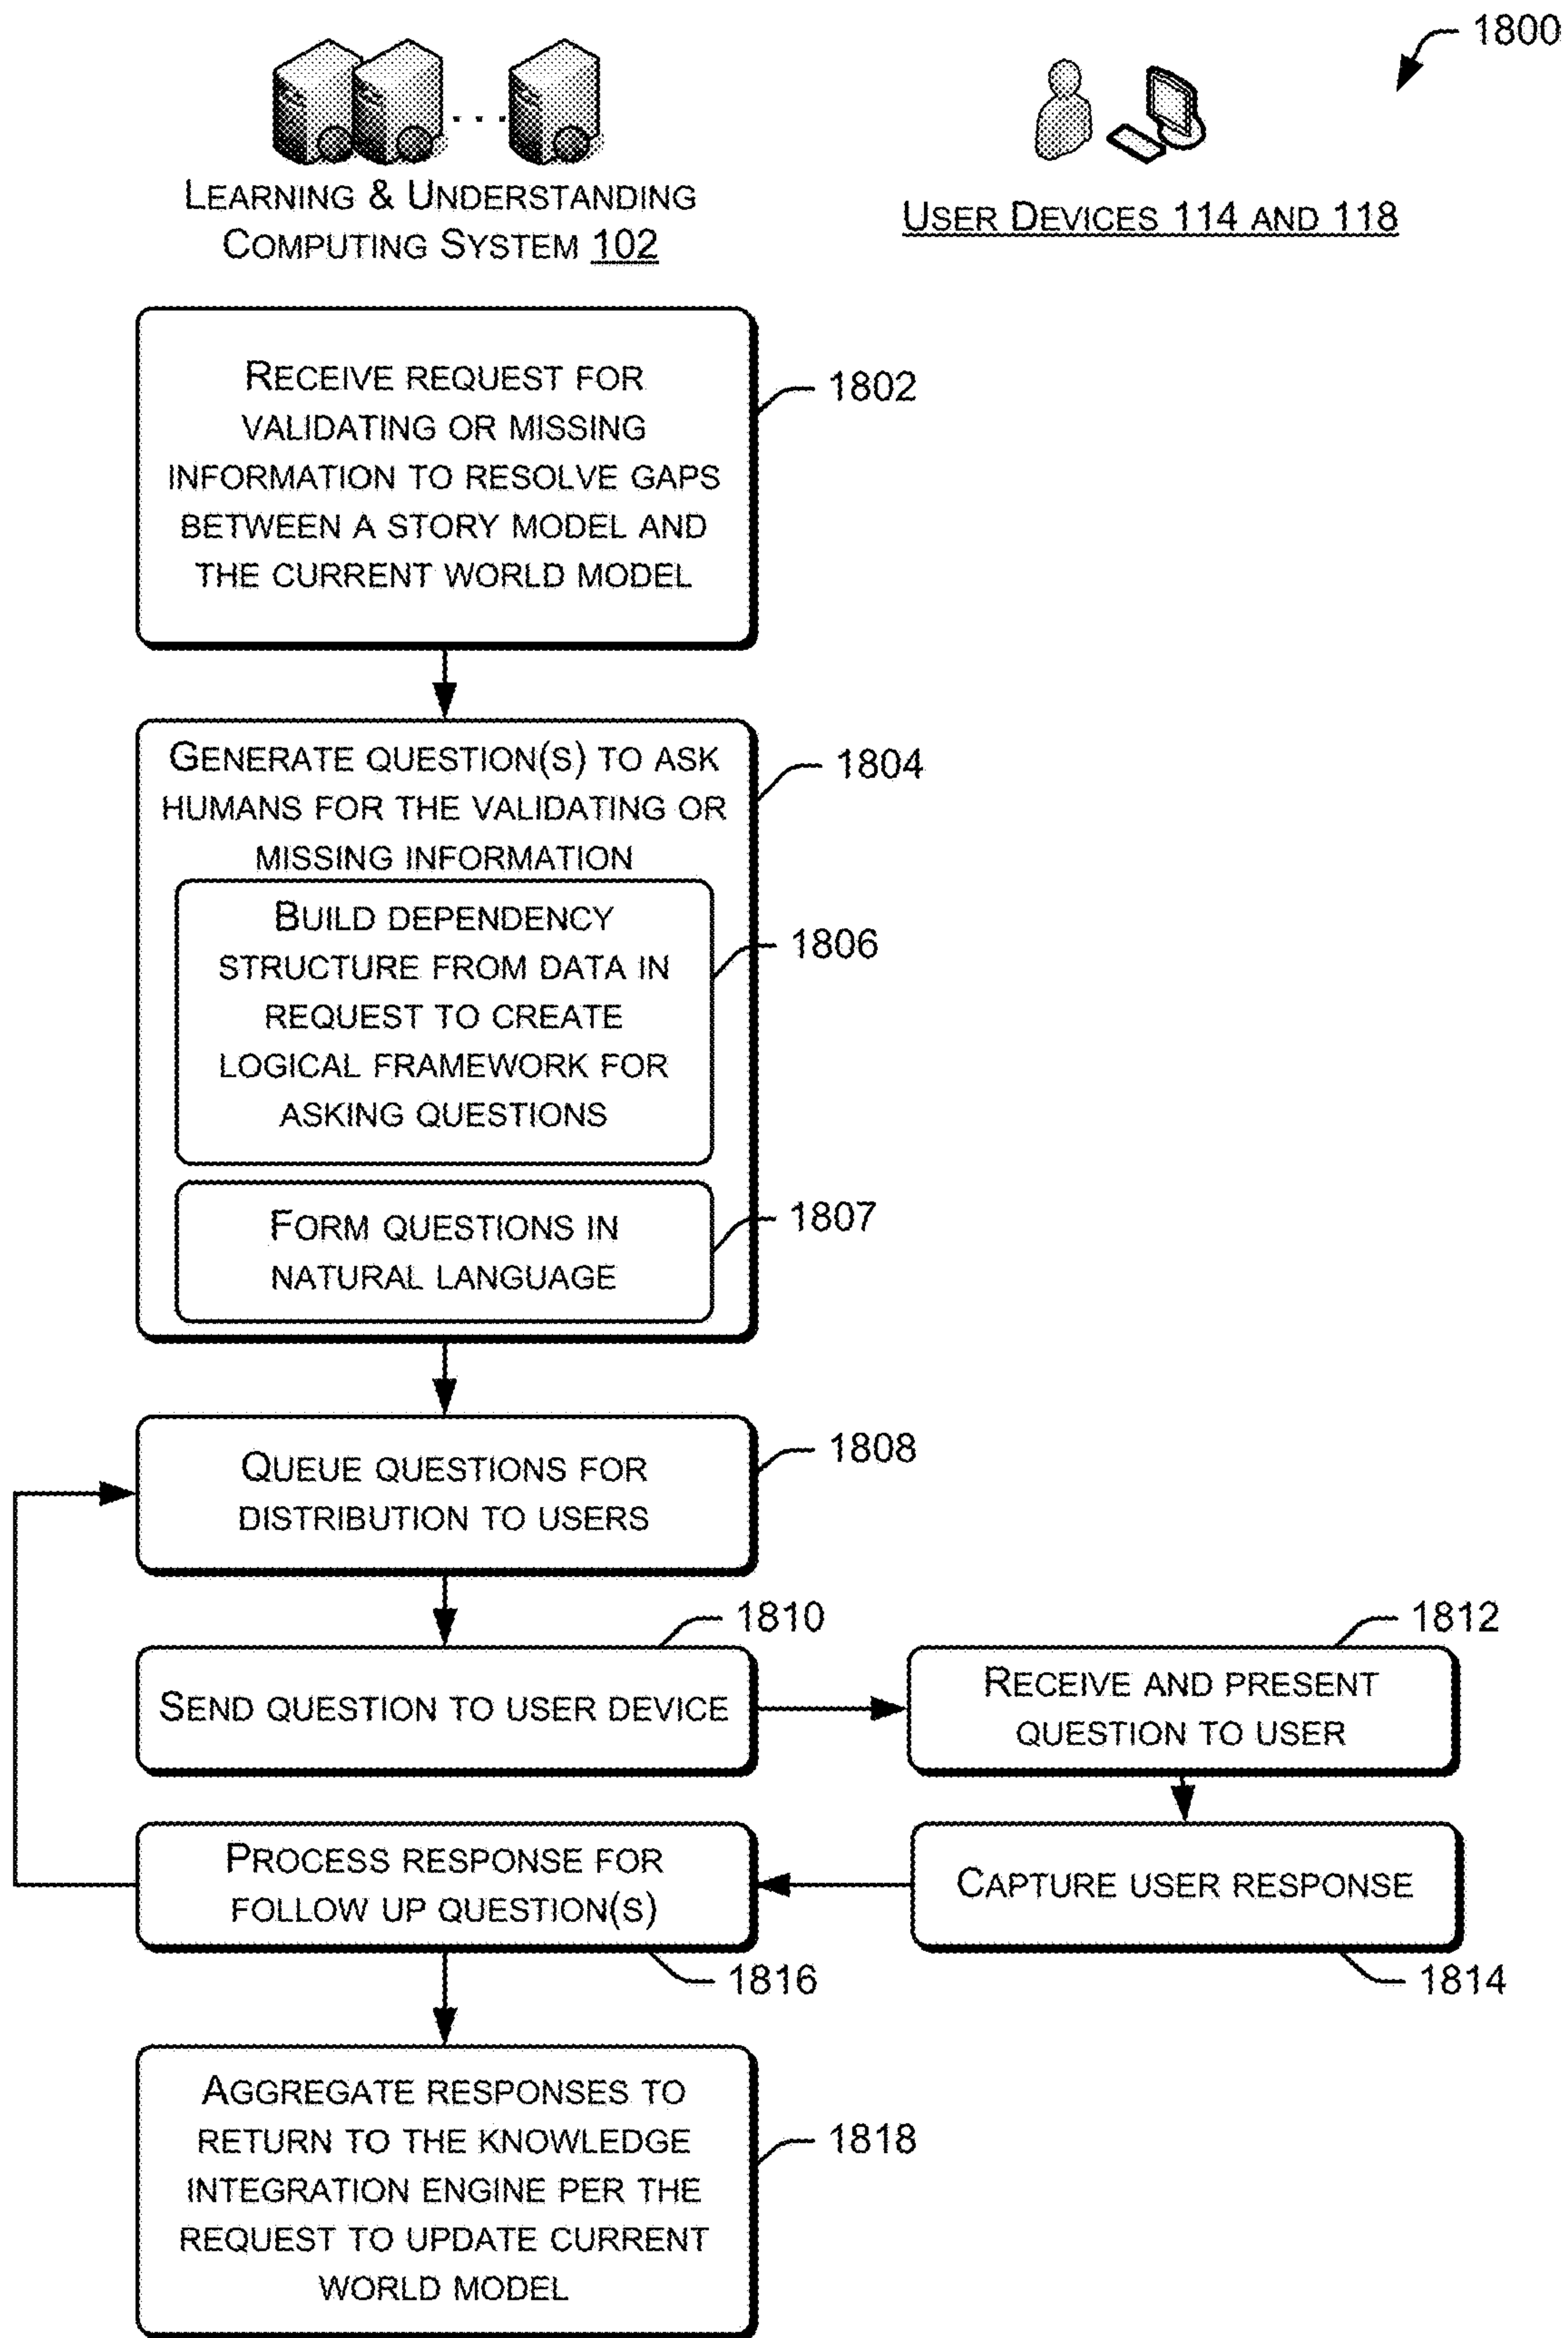 1800
LEARNING & UNDERSTANDING
COMPUTING SYSTEM 102
USER DEVICES 114 AND 118
RECEIVE REQUEST FOR
VALIDATING OR MISSING
INFORMATION TO RESOLVE GAPS
BETWEEN A STORY MODEL AND
THE CURRENT WORLD MODEL
1802
GENERATE QUESTION(S) TO ASK
HUMANS FOR THE VALIDATING OR
MISSING INFORMATION
1804
BUILD DEPENDENCY
STRUCTURE FROM DATA IN
REQUEST TO CREATE
LOGICAL FRAMEWORK FOR
ASKING QUESTIONS
1806
FORM QUESTIONS IN
NATURAL LANGUAGE
1807
QUEUE QUESTIONS FOR
DISTRIBUTION TO USERS
1808
SEND QUESTION TO USER DEVICE
1810
RECEIVE AND PRESENT
QUESTION TO USER
1812
CAPTURE USER RESPONSE
1814
PROCESS RESPONSE FOR
FOLLOW UP QUESTION(S)
1816
AGGREGATE RESPONSES TO
RETURN TO THE KNOWLEDGE
INTEGRATION ENGINE PER THE
REQUEST TO UPDATE CURRENT
WORLD MODEL
1818